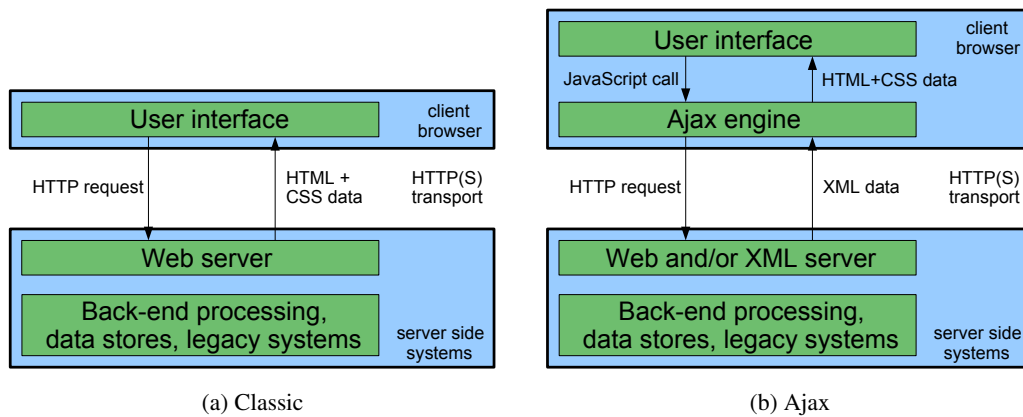 User interface
client
browser
HTTP request
HTML +
CSS data
HTTP(S)
transport
Web server
Back-end processing,
data stores, legacy systems
server side
systems
(a) Classic
User interface
client
browser
JavaScript call
HTML+CSS data
Ajax engine
HTTP request
XML data
HTTP(S)
transport
Web and/or XML server
Back-end processing,
data stores, legacy systems
server side
systems
(b) Ajax